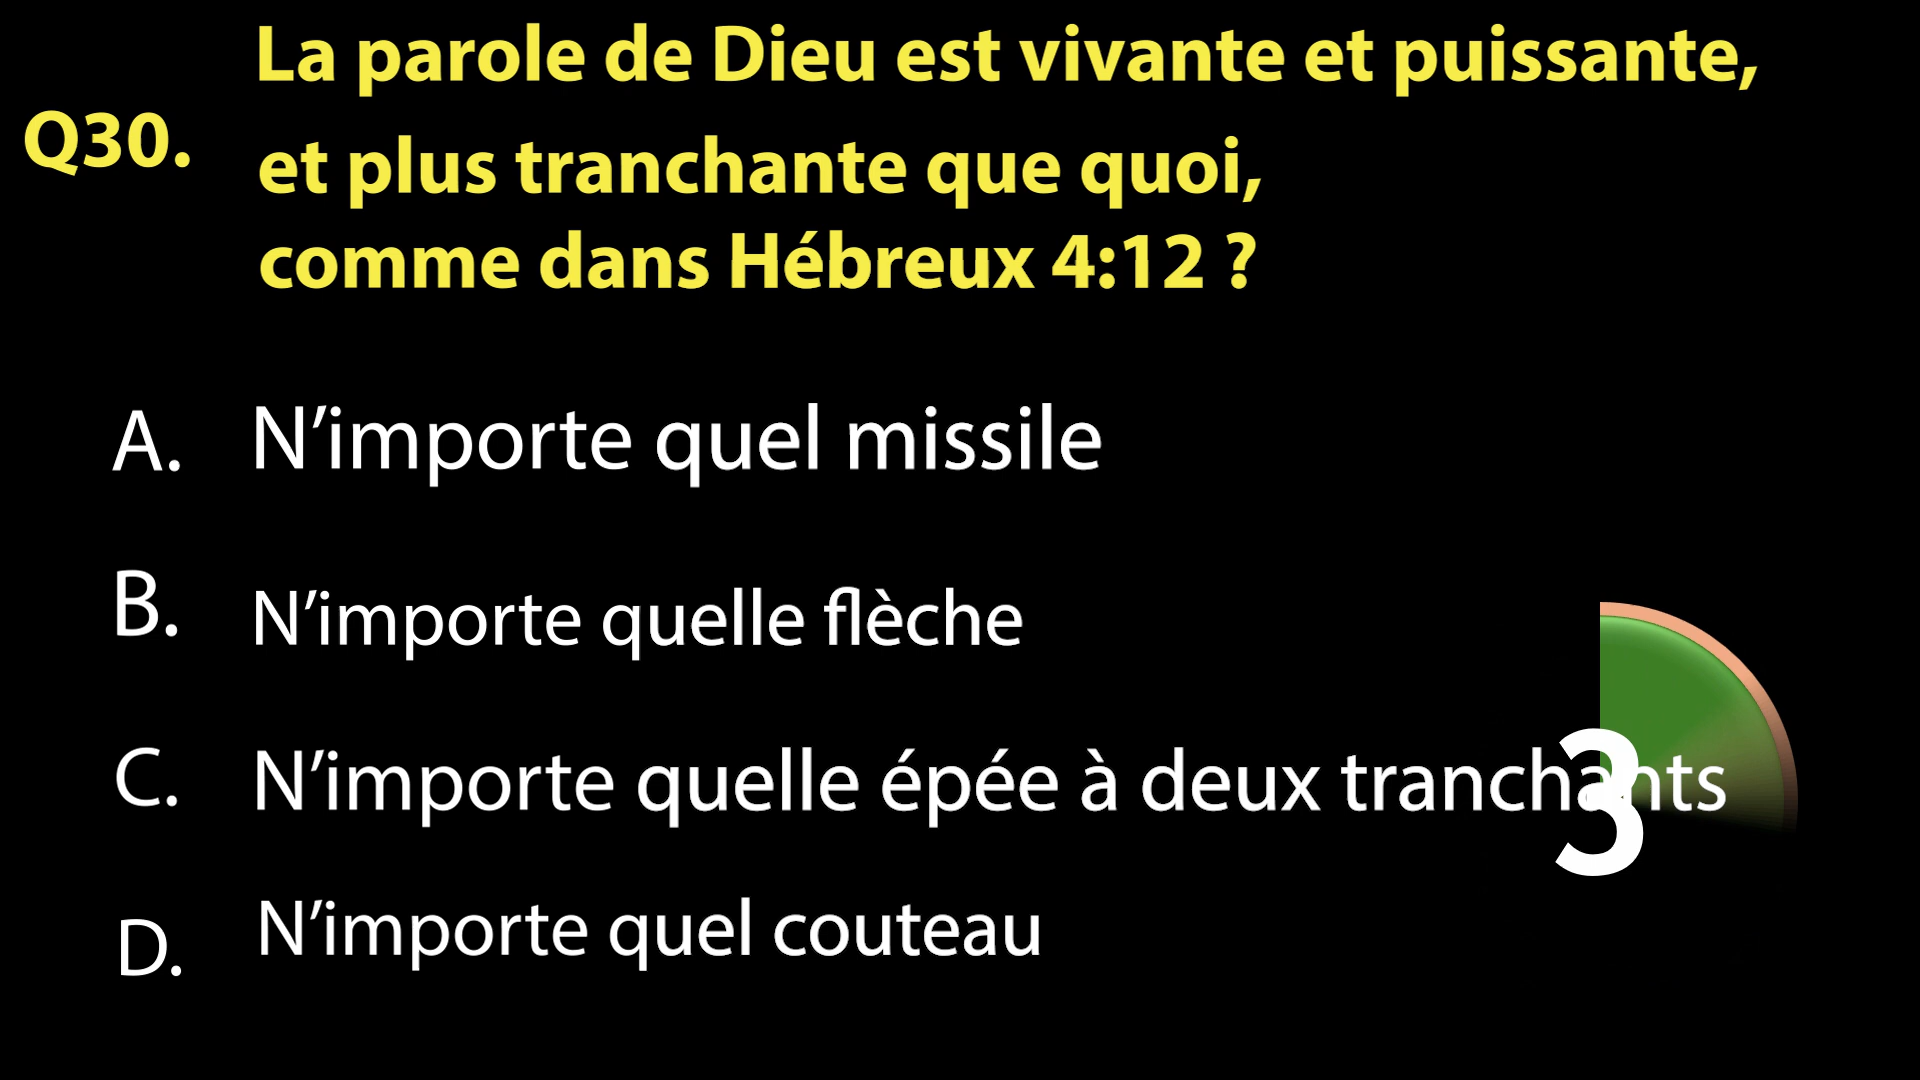 La parole de Dieu est vivante et puissante,
Q30.
et plus tranchante que quoi,
comme dans Hébreux 4:12 ?
A. N’importe quel missile
B. N’importe quelle flèche
C. N’importe quelle épée à deux tranchants
3
D. N’importe quel couteau